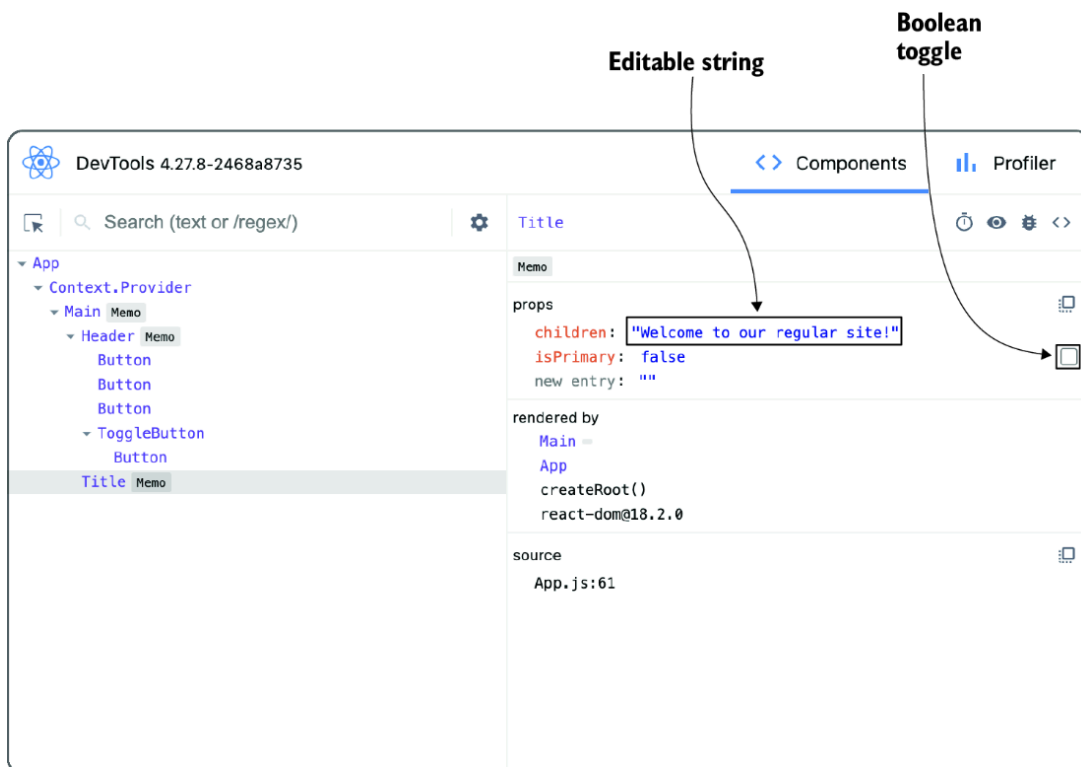 Boolean
toggle
Editable string
DevTools 4.27.8-2468a8735
Components
Profiler
Search (text or /regex/)
Title
App
Context.Provider
Main Memo
Header Memo
Button
Button
Button
ToggleButton
Button
Title Memo
Memo
props
children: "Welcome to our regular site!"
isPrimary: false
new entry: ""
rendered by
Main
App
createRoot()
react-dom@18.2.0
source
App.js:61